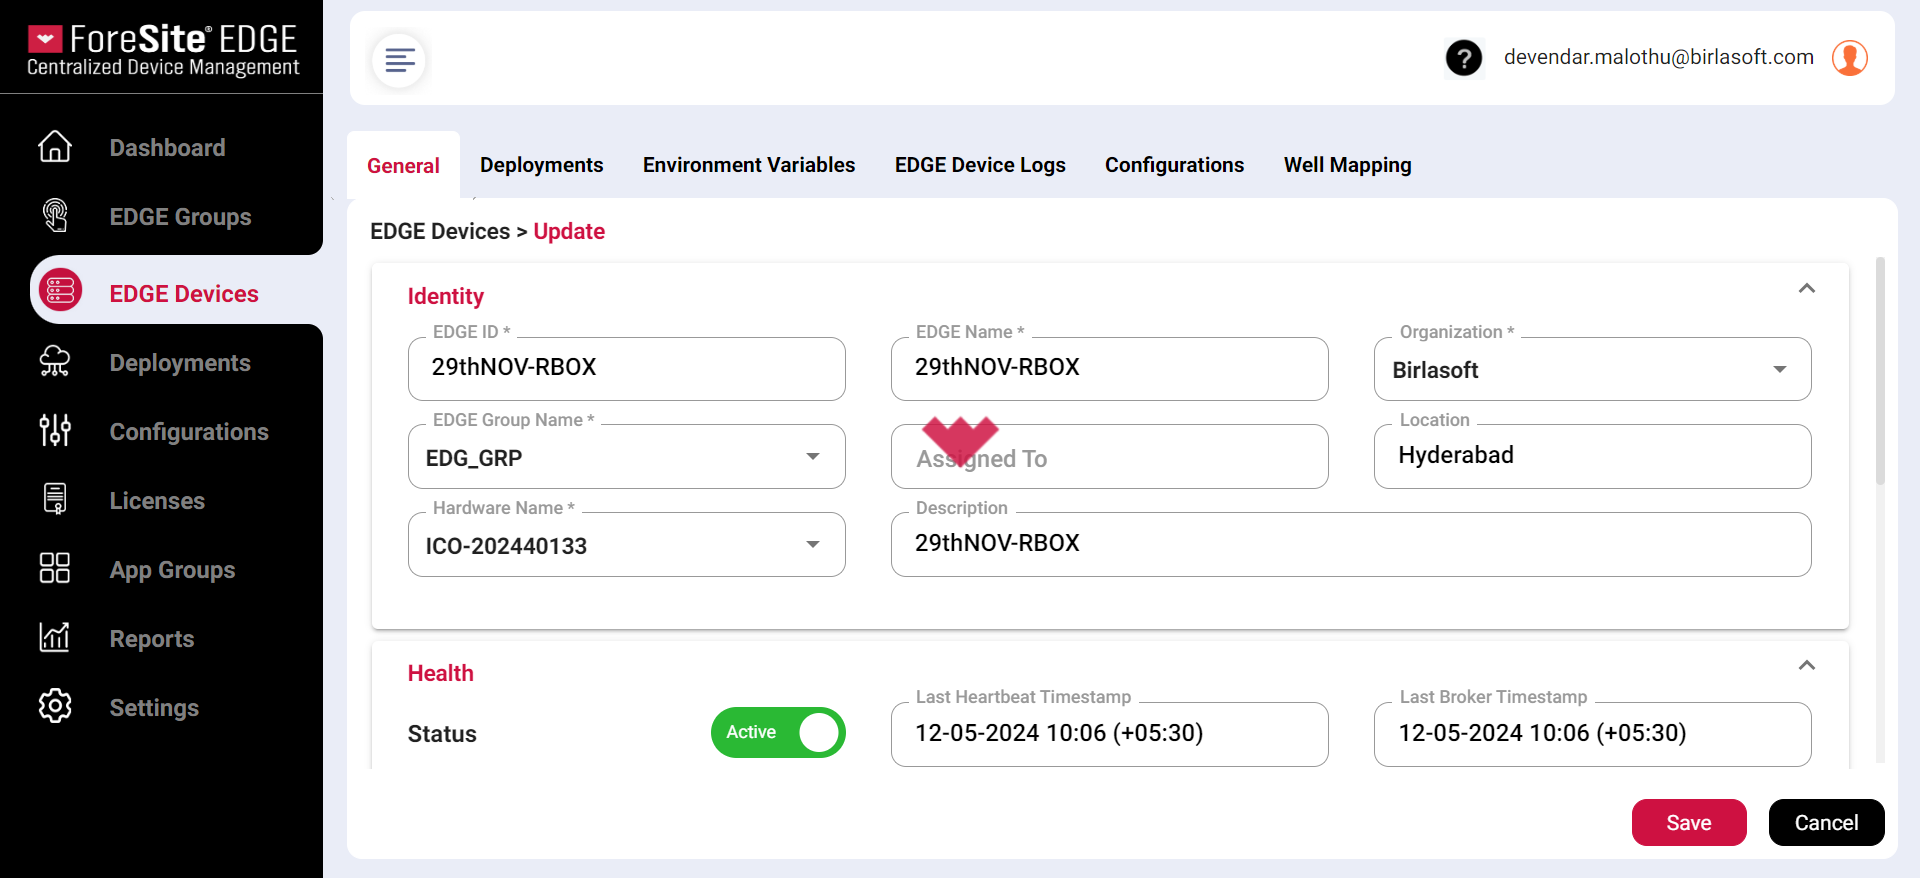 ForeSite® EDGE
Centralized Device Management
Dashboard
EDGE Groups
EDGE Devices
Deployments
Configurations
Licenses
App Groups
Reports
Settings
?
devendar.malothu@birlasoft.com
General
Deployments
Environment Variables
EDGE Device Logs
Configurations
Well Mapping
EDGE Devices > Update
Identity
EDGE ID *
29thNOV-RBOX
EDGE Name *
29thNOV-RBOX
Organization *
Birlasoft
EDGE Group Name *
EDG_GRP
Assigned To
Location
Hyderabad
Hardware Name *
ICO-202440133
Description
29thNOV-RBOX
Health
Status
Active
Last Heartbeat Timestamp
12-05-2024 10:06 (+05:30)
Last Broker Timestamp
12-05-2024 10:06 (+05:30)
Save
Cancel